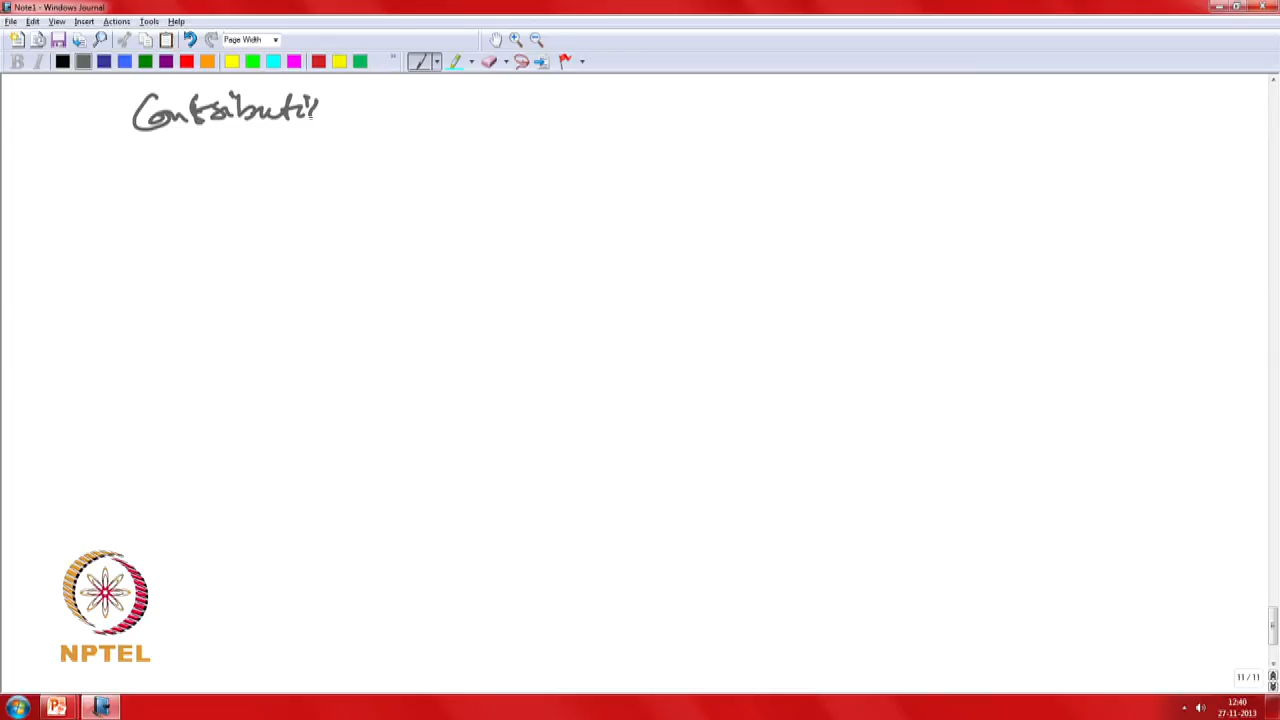 Note1 - Windows Journal
File Edit View Insert Actions Tools Help
Page Width
B I
Contributi
NPTEL
11 / 11
12:40
27-11-2013